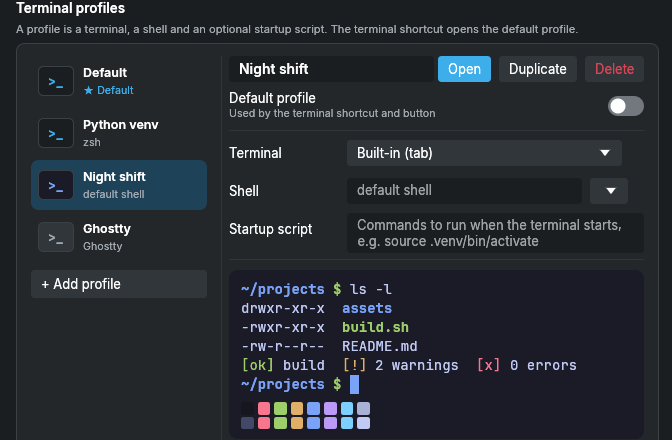 Terminal profiles
A profile is a terminal, a shell and an optional startup script. The terminal shortcut opens the default profile.
>_ Default
★ Default
>_ Python venv
zsh
>_ Night shift
default shell
>_ Ghostty
Ghostty
+ Add profile
Night shift Open Duplicate Delete
Default profile
Used by the terminal shortcut and button
Terminal Built-in (tab)
Shell default shell
Startup script Commands to run when the terminal starts,
e.g. source .venv/bin/activate
~/projects $ ls -l
drwxr-xr-x assets
-rwxr-xr-x build.sh
-rw-r--r-- README.md
[ok] build [!] 2 warnings [x] 0 errors
~/projects $